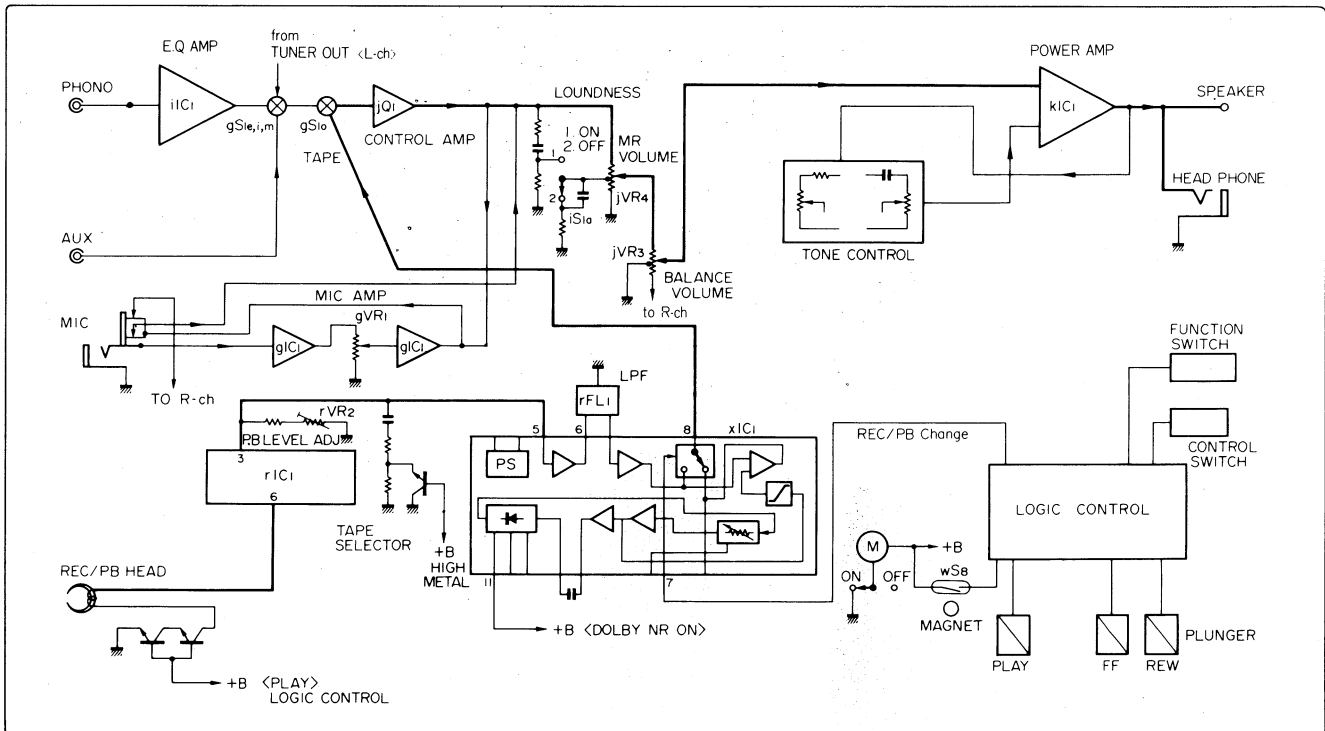 from
TUNER OUT <L-ch>
E.Q AMP
PHONO
iIC1
gS1e,i,m
gS1o
TAPE
jQ1
CONTROL AMP
LOUNDNESS
1. ON
2. OFF
1
2
iS1a
MR
VOLUME
jVR4
jVR3
BALANCE
VOLUME
to R-ch
POWER AMP
kIC1
SPEAKER
HEAD PHONE
TONE CONTROL
AUX
MIC
MIC AMP
gVR1
gIC1
gIC1
TO R-ch
rVR2
P.B LEVEL ADJ
3
rIC1
6
TAPE
SELECTOR
+B
HIGH
METAL
LPF
rFL1
5
6
8
xIC1
PS
11
7
+B <DOLBY NR ON>
REC/PB HEAD
+B <PLAY>
LOGIC CONTROL
REC/PB Change
FUNCTION
SWITCH
CONTROL
SWITCH
LOGIC CONTROL
M
+B
ON
OFF
wS8
MAGNET
PLAY
FF
REW
PLUNGER